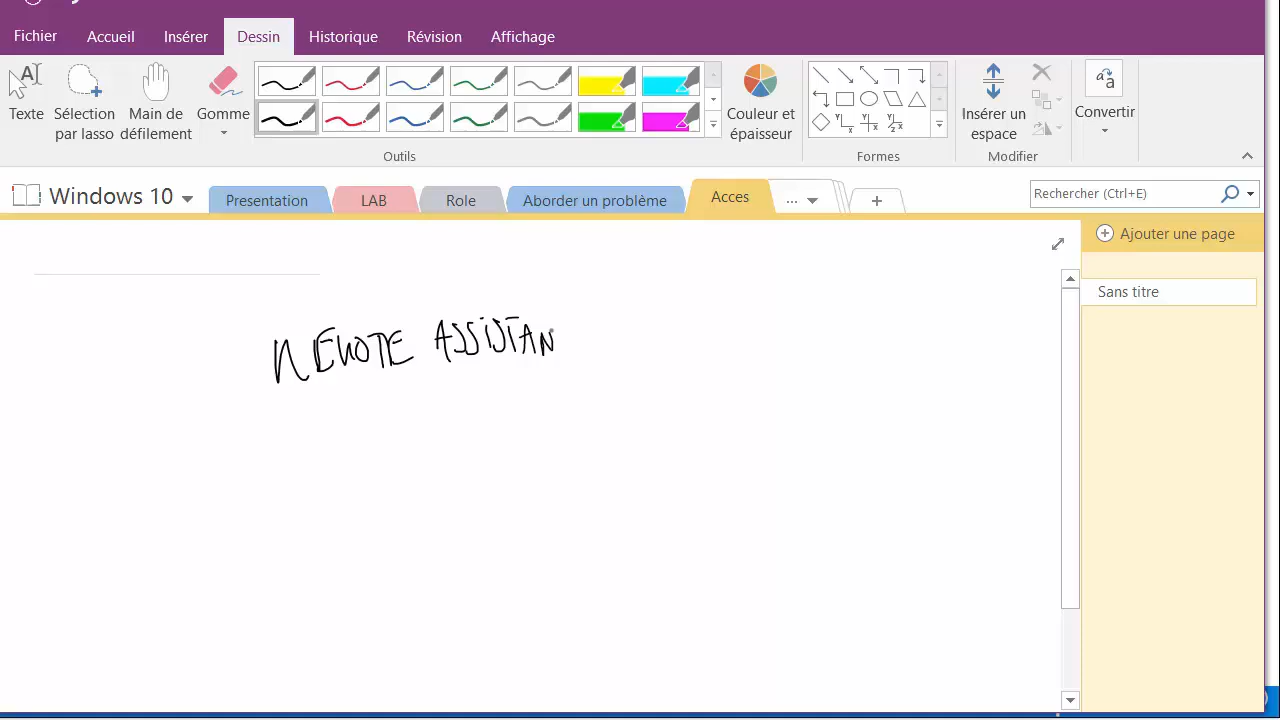 Fichier Accueil Insérer Dessin Historique Révision Affichage
Texte
Sélection par lasso
Main de défilement
Gomme
Couleur et épaisseur
Insérer un espace
Convertir
Outils Formes Modifier
Windows 10 Presentation LAB Role Aborder un problème Acces ... + Rechercher (Ctrl+E)
+ Ajouter une page
Sans titre
REMOTE ASSISTAN